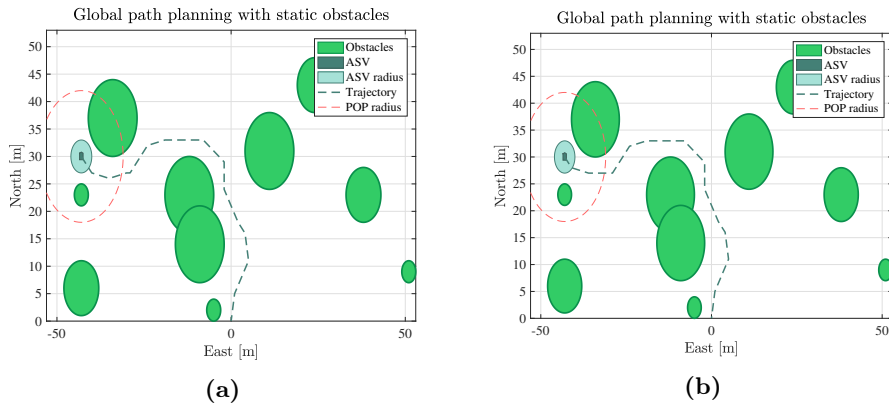 Global path planning with static obstacles
Obstacles
ASV
ASV radius
Trajectory
POP radius
North [m]
50
45
40
35
30
25
20
15
10
5
0
-50
0
50
East [m]
(a)
Global path planning with static obstacles
Obstacles
ASV
ASV radius
Trajectory
POP radius
North [m]
50
45
40
35
30
25
20
15
10
5
0
-50
0
50
East [m]
(b)